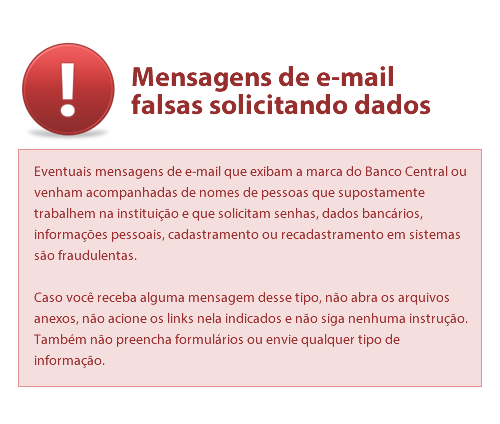 Mensagens de e-mail
falsas solicitando dados
Eventuais mensagens de e-mail que exibam a marca do Banco Central ou
venham acompanhadas de nomes de pessoas que supostamente
trabalhem na instituição e que solicitam senhas, dados bancários,
informações pessoais, cadastramento ou recadastramento em sistemas
são fraudulentas.
Caso você receba alguma mensagem desse tipo, não abra os arquivos
anexos, não acione os links nela indicados e não siga nenhuma instrução.
Também não preencha formulários ou envie qualquer tipo de
informação.